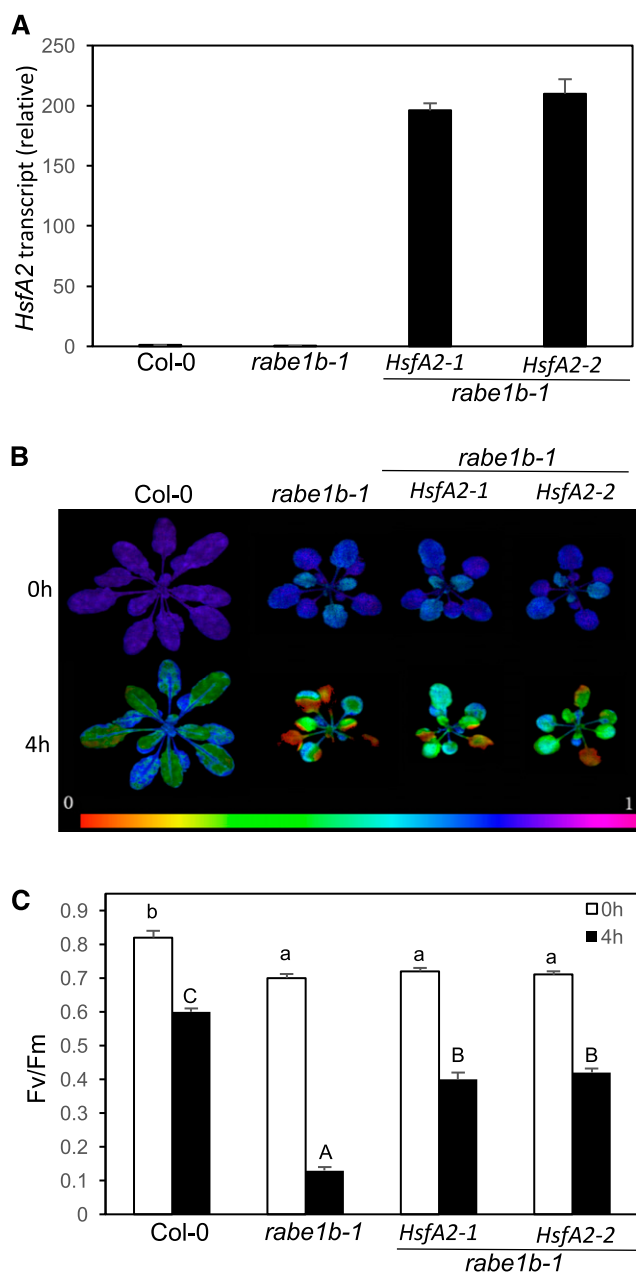 A
HsfA2 transcript (relative)
250
200
150
100
50
0
Col-0
rabe1b-1
HsfA2-1
HsfA2-2
rabe1b-1
B
rabe1b-1
Col-0
rabe1b-1
HsfA2-1
HsfA2-2
0h
4h
0
1
C
Fv/Fm
0.9
0.8
0.7
0.6
0.5
0.4
0.3
0.2
0.1
0
0h
4h
b
C
a
A
a
B
a
B
Col-0
rabe1b-1
HsfA2-1
HsfA2-2
rabe1b-1